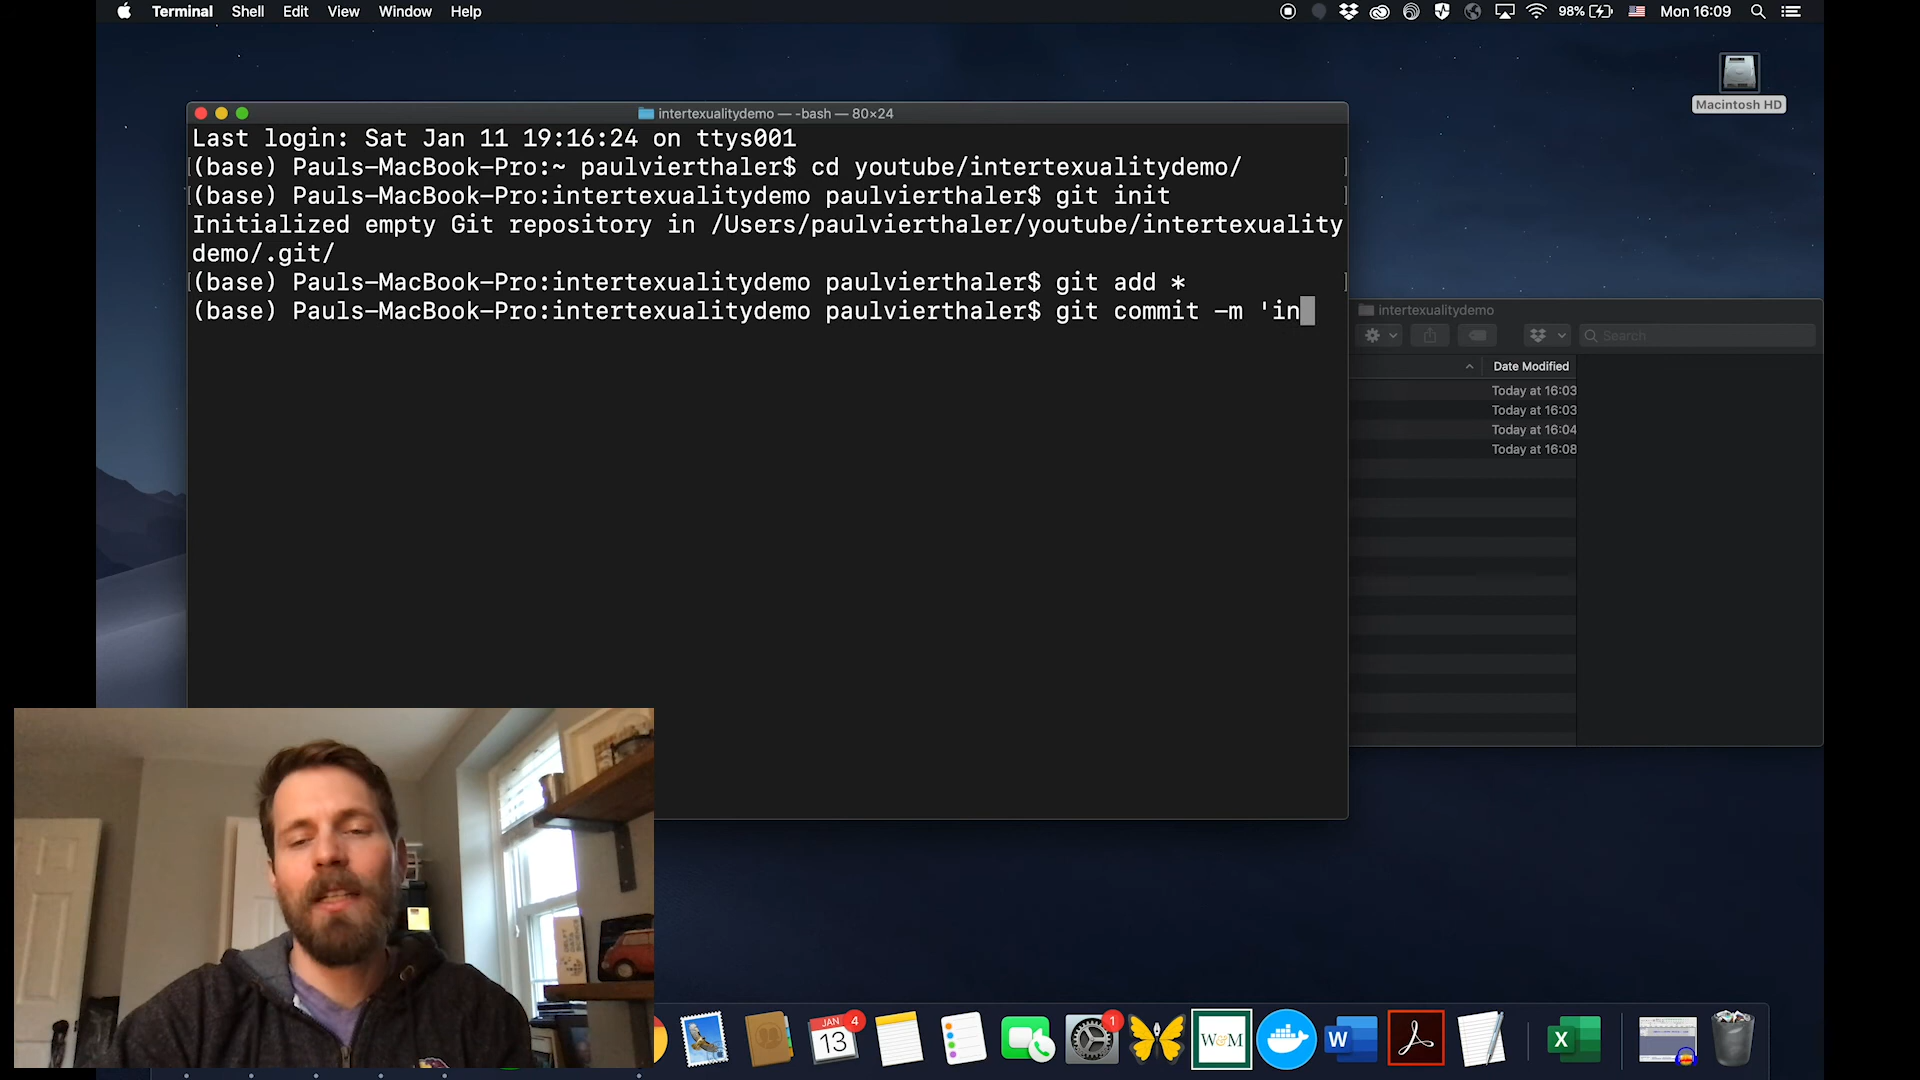 Terminal Shell Edit View Window Help
98% Mon 16:09
Macintosh HD
intertexualitydemo — -bash — 80×24
Last login: Sat Jan 11 19:16:24 on ttys001
(base) Pauls-MacBook-Pro:~ paulvierthaler$ cd youtube/intertexualitydemo/
(base) Pauls-MacBook-Pro:intertexualitydemo paulvierthaler$ git init
Initialized empty Git repository in /Users/paulvierthaler/youtube/intertexuality
demo/.git/
(base) Pauls-MacBook-Pro:intertexualitydemo paulvierthaler$ git add *
(base) Pauls-MacBook-Pro:intertexualitydemo paulvierthaler$ git commit -m 'in
intertexualitydemo
Search
Date Modified
Today at 16:03
Today at 16:03
Today at 16:04
Today at 16:08
JAN
13
4
1
W&M
W
X